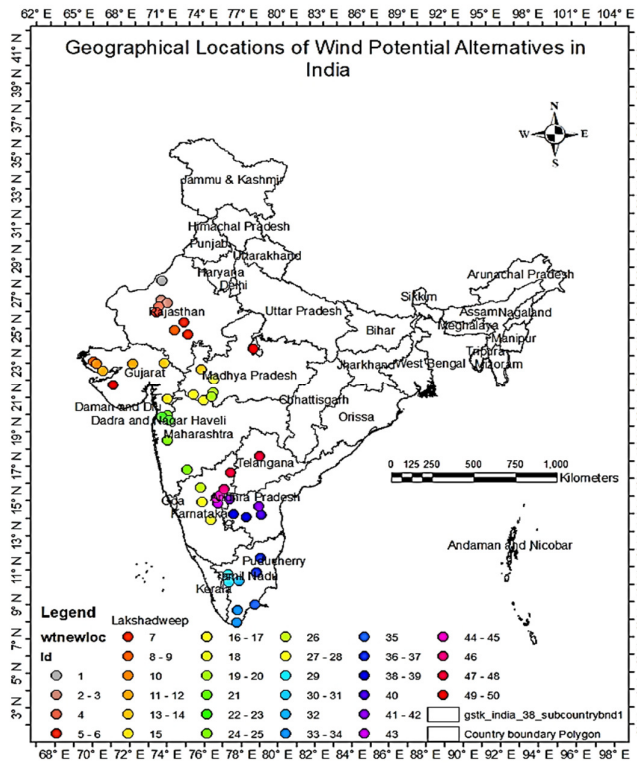 62° E 65° E 68° E 71° E 74° E 77° E 80° E 83° E 86° E 89° E 92° E 95° E 98° E 101° E
Geographical Locations of Wind Potential Alternatives in
India
41° N
39° N
37° N
35° N
33° N
31° N
29° N
27° N
25° N
23° N
21° N
19° N
17° N
15° N
13° N
11° N
9° N
7° N
5° N
3° N
N
W E
S
Jammu & Kashmir
Himachal Pradesh
Punjab
Uttarakhand
Haryana
Delhi
Arunachal Pradesh
Sikkim
Rajasthan
Uttar Pradesh
Assam
Nagaland
Meghalaya
Bihar
Manipur
Tripura
Mizoram
Jharkhand
West Bengal
Gujarat
Madhya Pradesh
Chhattisgarh
Daman and Diu
Orissa
Dadra and Nagar Haveli
Maharashtra
Telangana
0 125 250 500 750 1,000
Kilometers
Goa
Andhra Pradesh
Karnataka
Andaman and Nicobar
Puducherry
Tamil Nadu
Kerala
Lakshadweep
Legend
wtnewloc
Id
1
2 - 3
4
5 - 6
7
8 - 9
10
11 - 12
13 - 14
15
16 - 17
18
19 - 20
21
22 - 23
24 - 25
26
27 - 28
29
30 - 31
32
33 - 34
35
36 - 37
38 - 39
40
41 - 42
43
44 - 45
46
47 - 48
49 - 50
gstk_india_38_subcountrybnd1
Country boundary Polygon
68° E 70° E 72° E 74° E 76° E 78° E 80° E 82° E 84° E 86° E 88° E 90° E 92° E 94° E 96° E 98° E